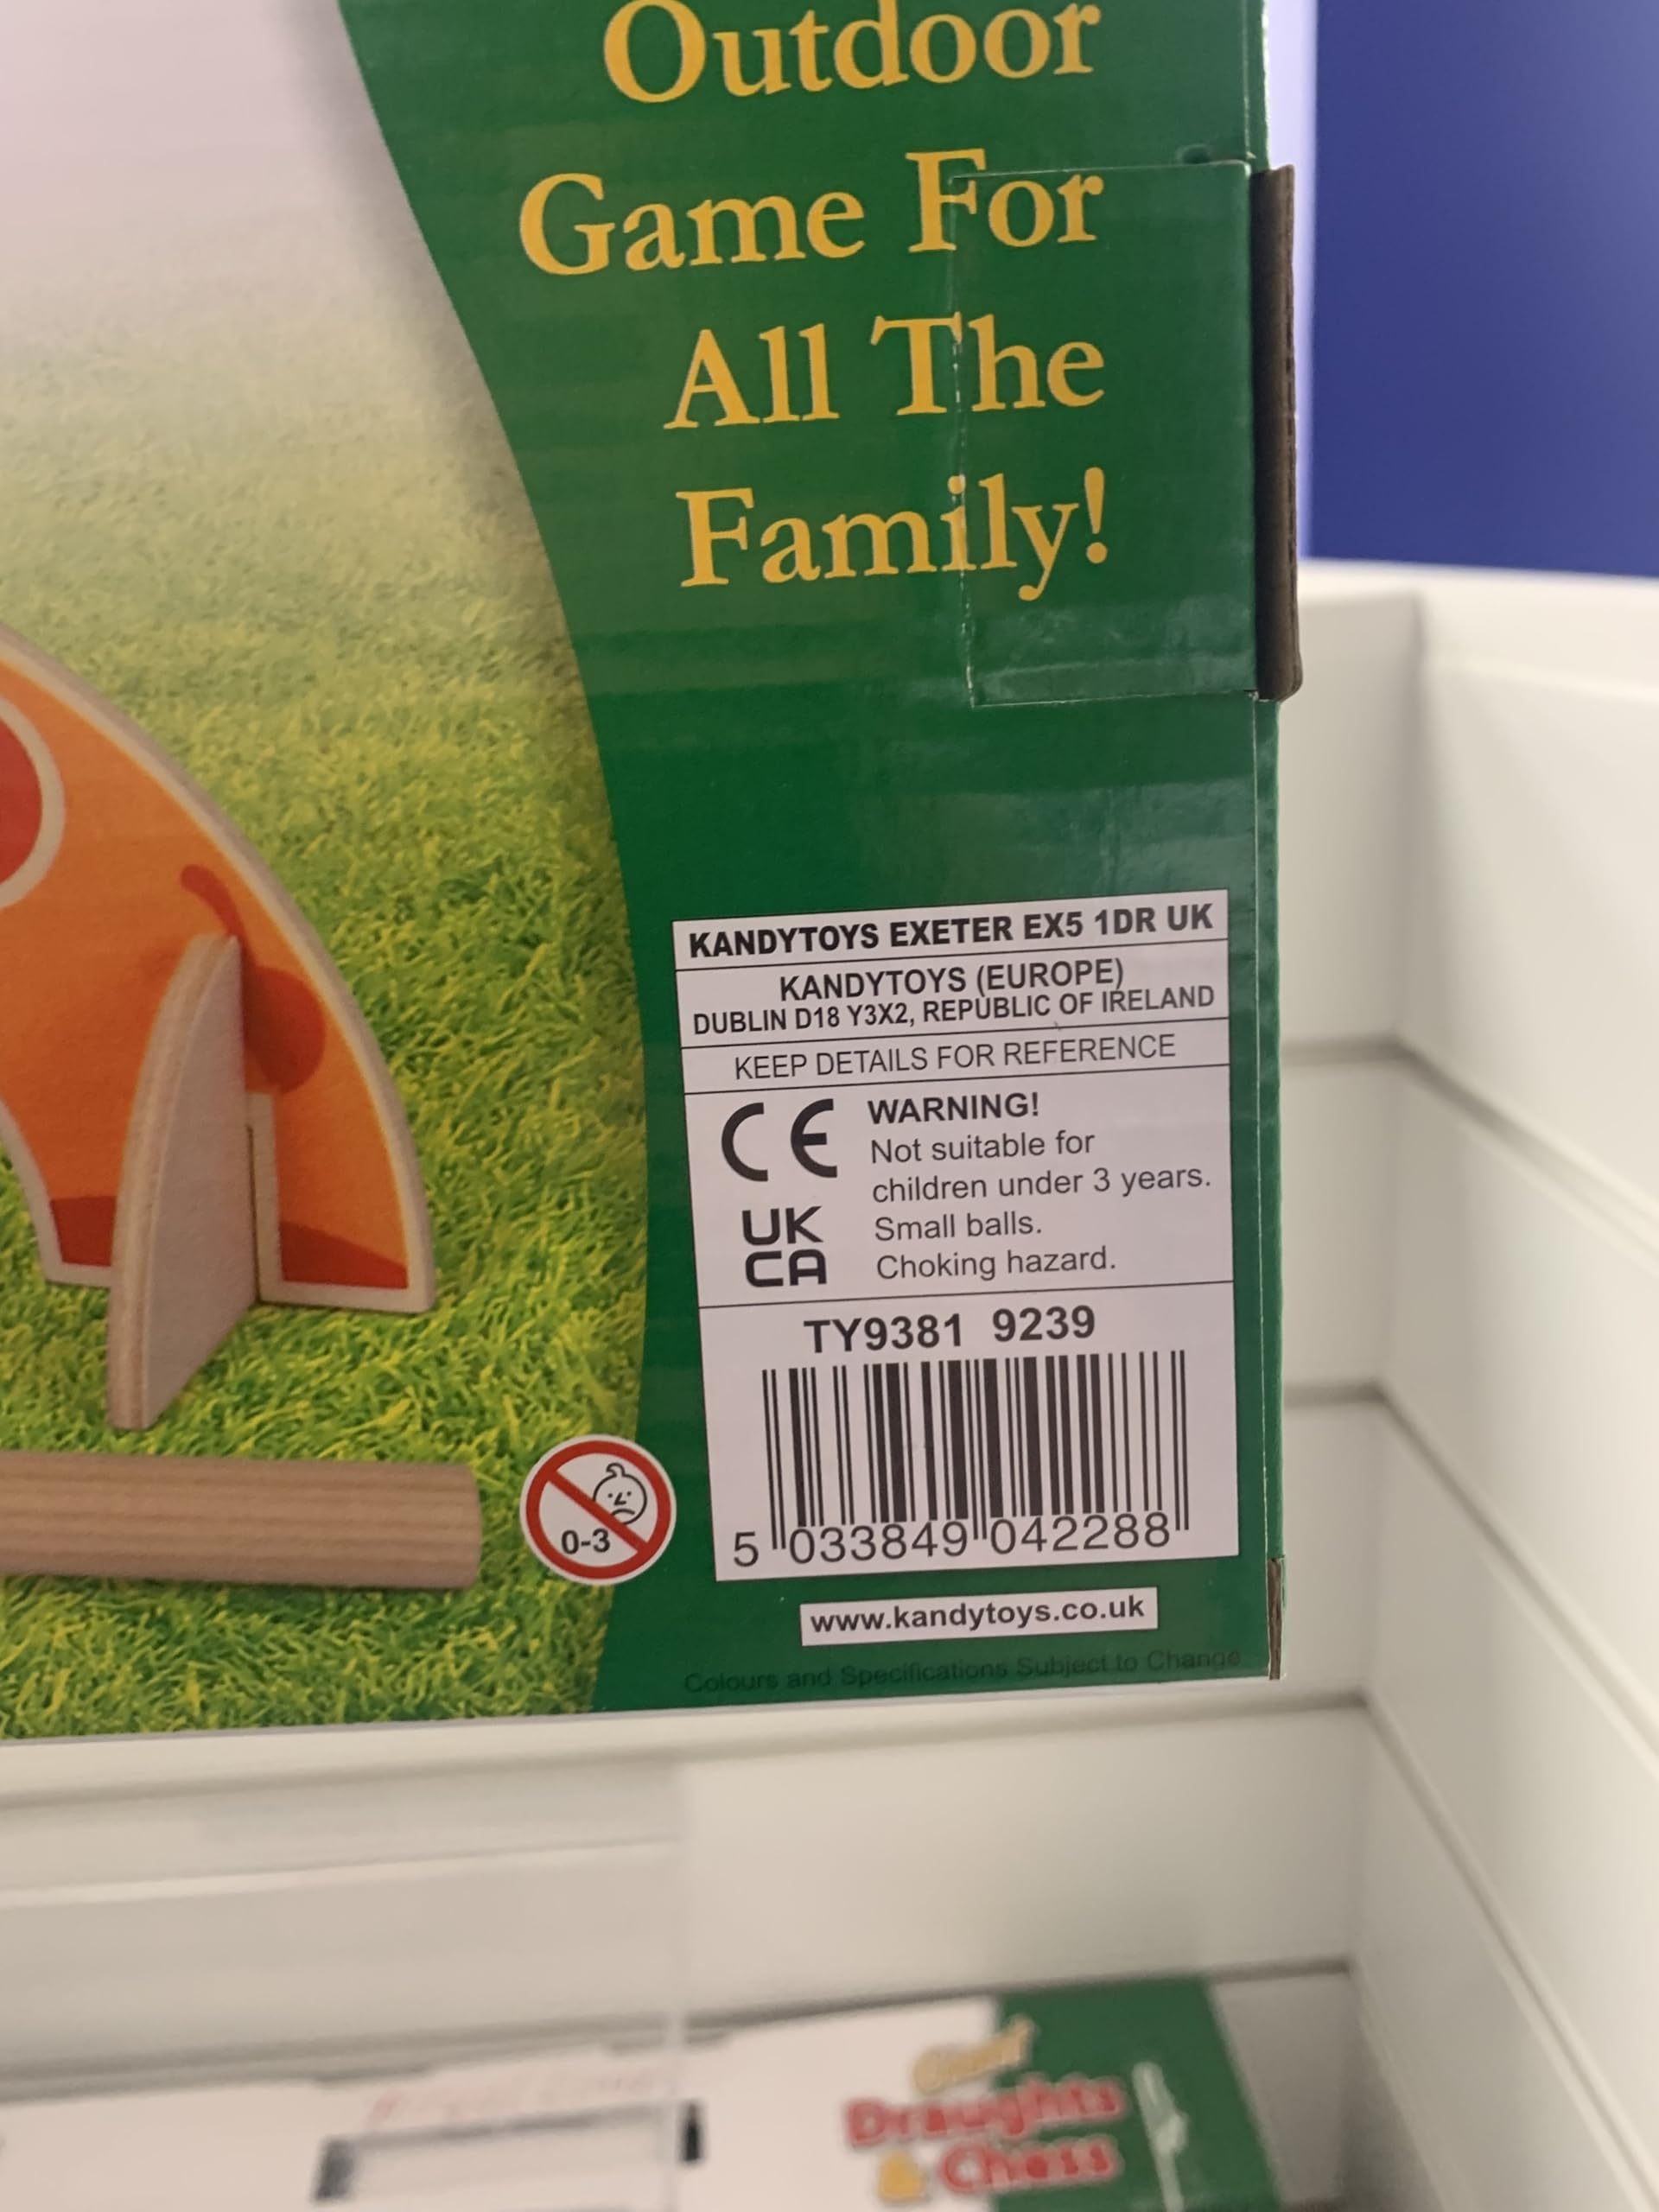 Outdoor
Game For
All The
Family!
KANDYTOYS EXETER EX5 1DR UK
KANDYTOYS (EUROPE)
DUBLIN D18 Y3X2, REPUBLIC OF IRELAND
KEEP DETAILS FOR REFERENCE
CE
WARNING!
Not suitable for
children under 3 years.
Small balls.
Choking hazard.
UK
CA
TY9381 9239
5 033849 042288
0-3
www.kandytoys.co.uk
Colours and Specifications Subject to Change
Giant
Draughts
& Chess